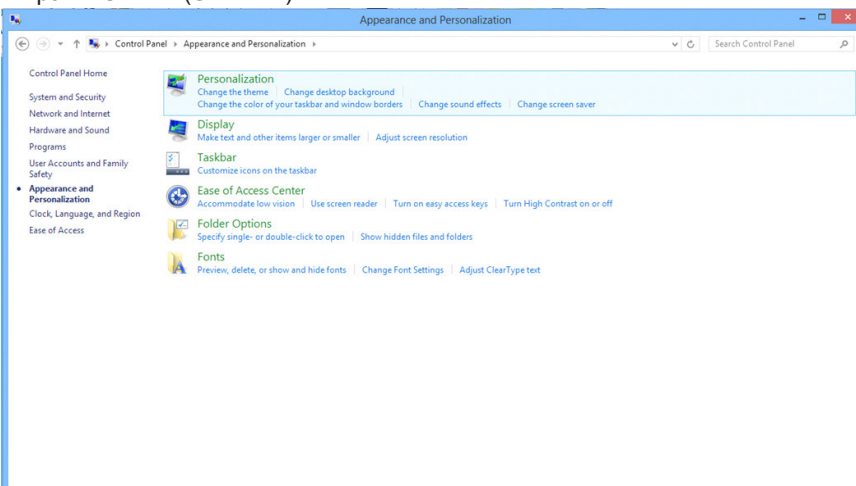 Appearance and Personalization
Control Panel Appearance and Personalization
Search Control Panel
Control Panel Home
System and Security
Network and Internet
Hardware and Sound
Programs
User Accounts and Family
Safety
Appearance and
Personalization
Clock, Language, and Region
Ease of Access
Personalization
Change the theme Change desktop background
Change the color of your taskbar and window borders Change sound effects Change screen saver
Display
Make text and other items larger or smaller Adjust screen resolution
Taskbar
Customize icons on the taskbar
Ease of Access Center
Accommodate low vision Use screen reader Turn on easy access keys Turn High Contrast on or off
Folder Options
Specify single- or double-click to open Show hidden files and folders
Fonts
Preview, delete, or show and hide fonts Change Font Settings Adjust ClearType text